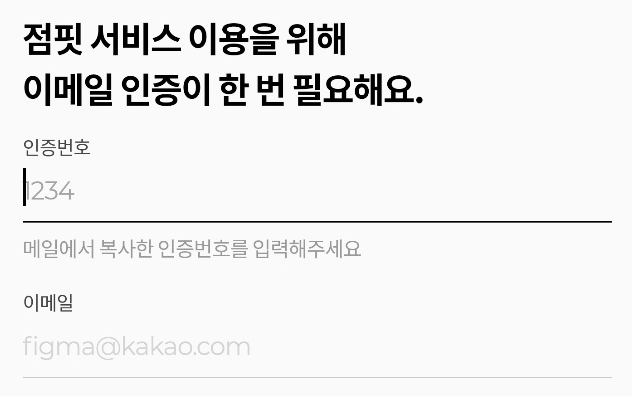 점핏 서비스 이용을 위해
이메일 인증이 한 번 필요해요.
인증번호
1234
메일에서 복사한 인증번호를 입력해주세요
이메일
figma@kakao.com